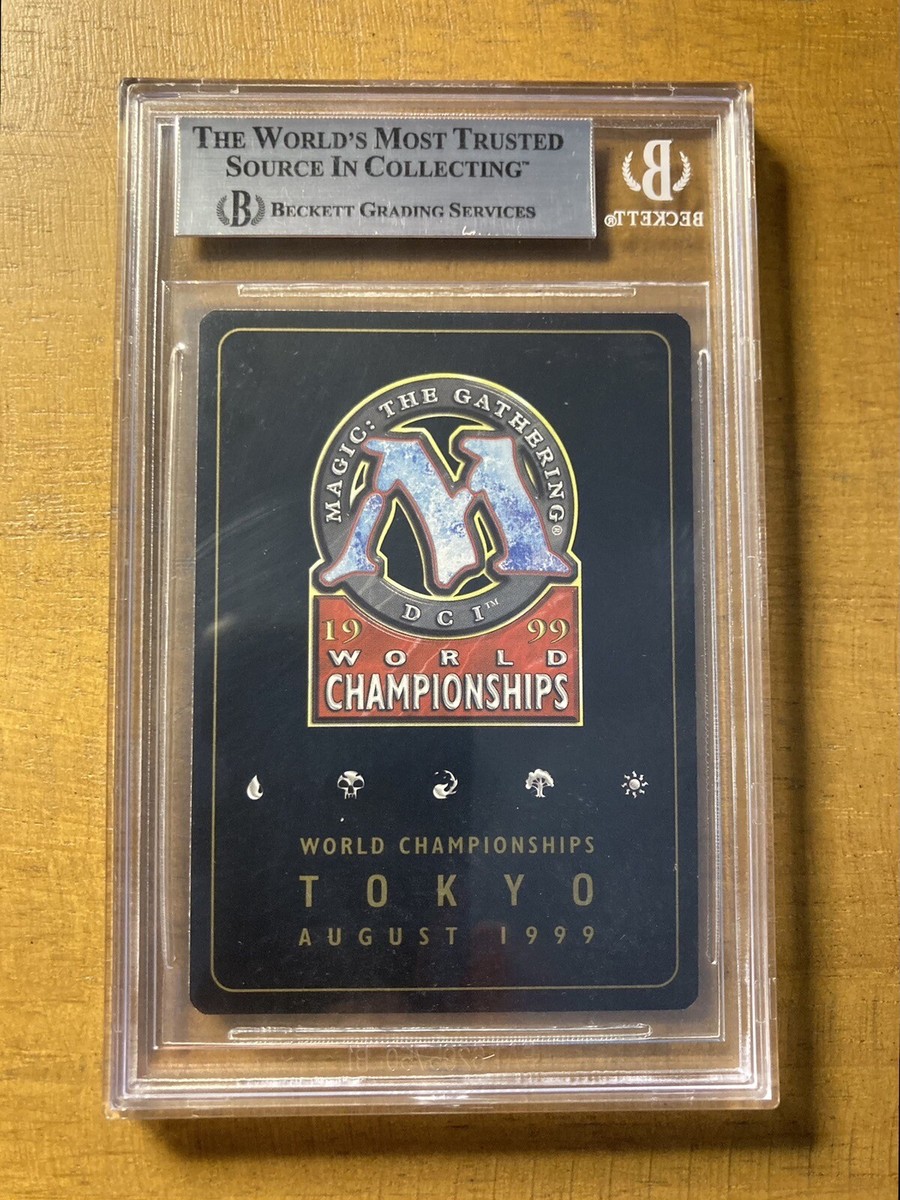 THE WORLD'S MOST TRUSTED
SOURCE IN COLLECTING™
B BECKETT GRADING SERVICES
B
BECKETT®
MAGIC: THE GATHERING®
M
DCI™
19 99
WORLD
CHAMPIONSHIPS
WORLD CHAMPIONSHIPS
TOKYO
AUGUST 1999